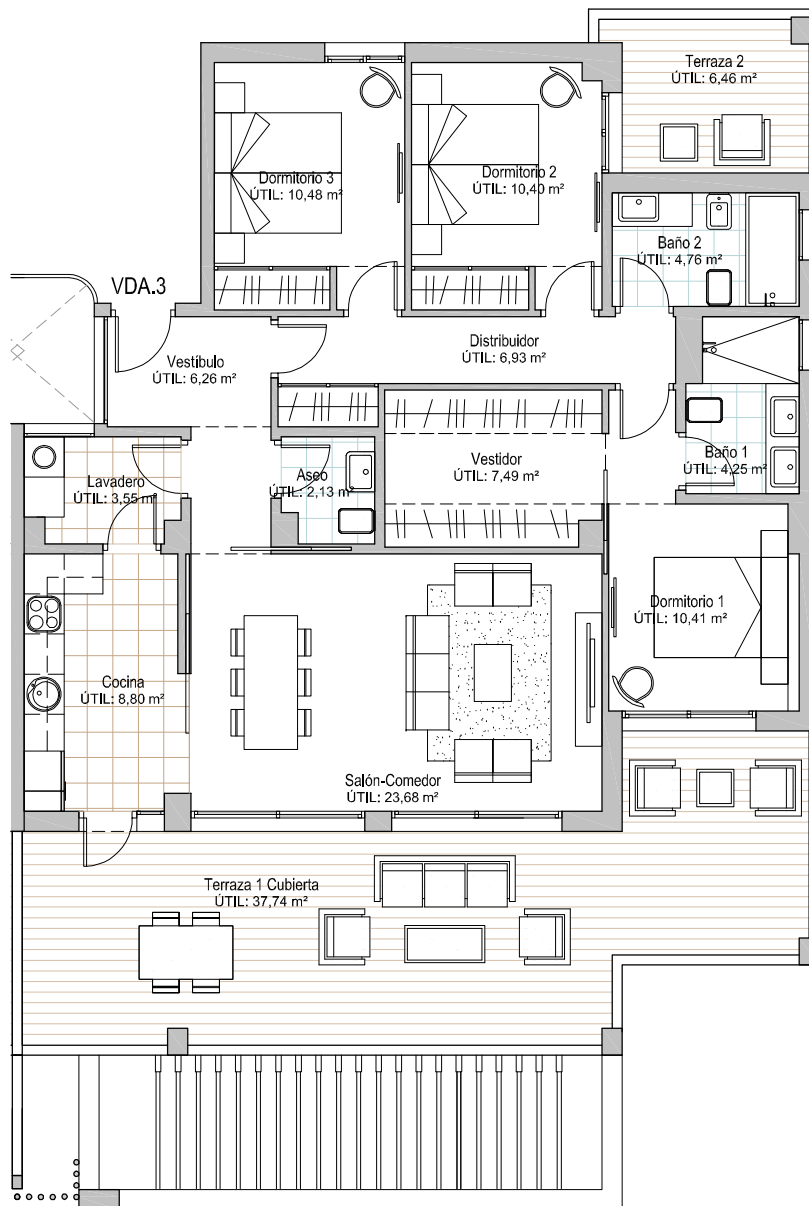 Terraza 2
ÚTIL: 6,46 m²
Dormitorio 3
ÚTIL: 10,48 m²
Dormitorio 2
ÚTIL: 10,40 m²
Baño 2
ÚTIL: 4,76 m²
VDA.3
Vestíbulo
ÚTIL: 6,26 m²
Distribuidor
ÚTIL: 6,93 m²
Lavadero
ÚTIL: 3,55 m²
Aseo
ÚTIL: 2,13 m²
Vestidor
ÚTIL: 7,49 m²
Baño 1
ÚTIL: 4,25 m²
Dormitorio 1
ÚTIL: 10,41 m²
Cocina
ÚTIL: 8,80 m²
Salón-Comedor
ÚTIL: 23,68 m²
Terraza 1 Cubierta
ÚTIL: 37,74 m²